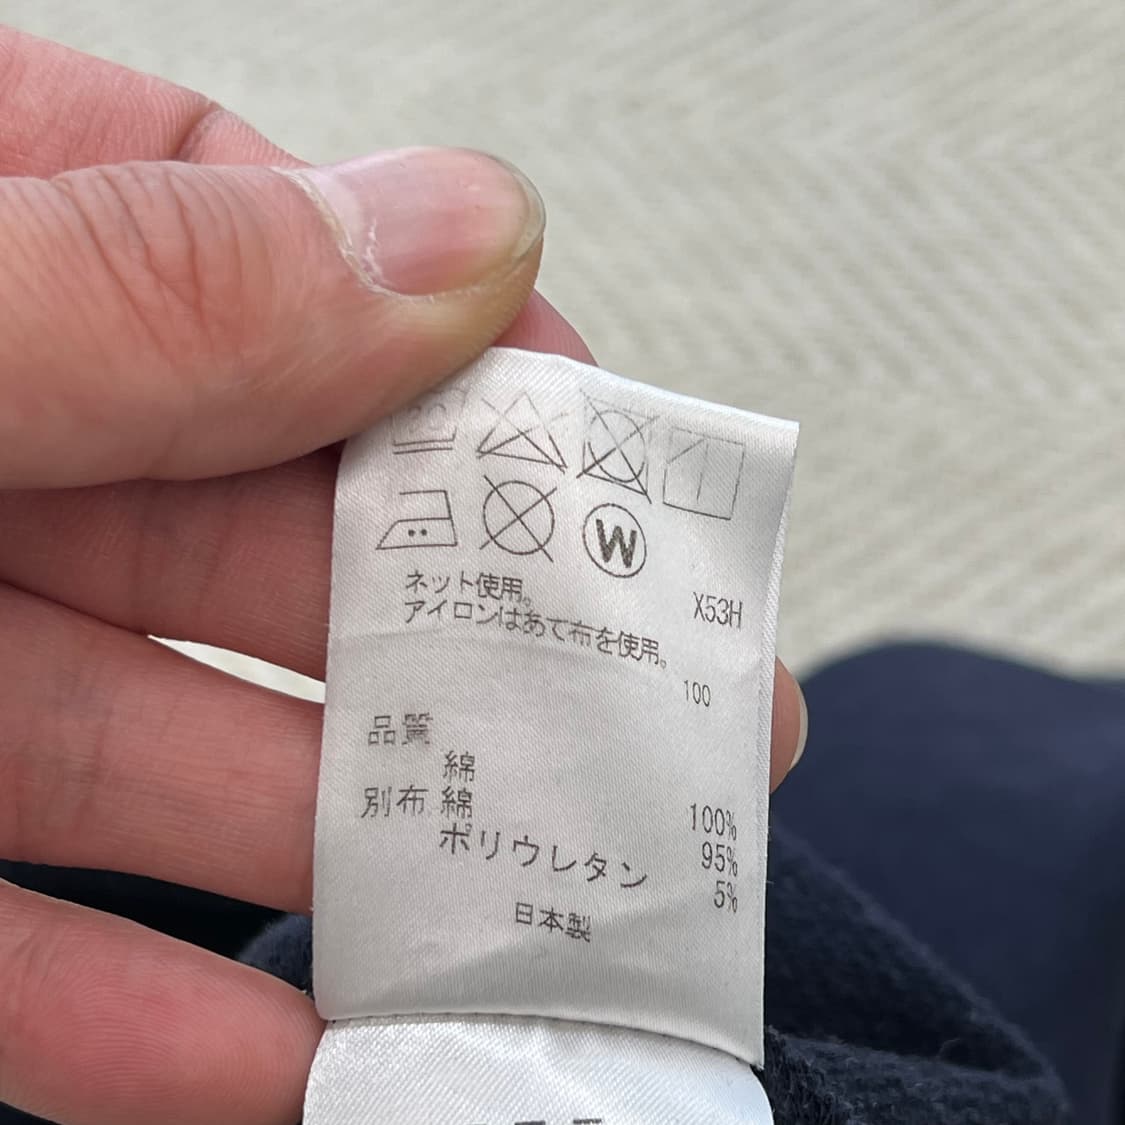 W
ネット使用。
アイロンはあて布を使用。
X53H
100
品質
綿 100%
別布 綿 95%
ポリウレタン 5%
日本製